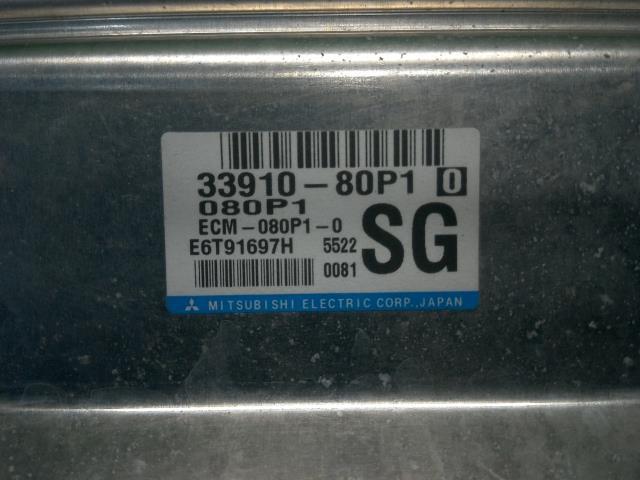 33910-80P1 0
080P1
ECM-080P1-0
E6T91697H 5522
0081
SG
MITSUBISHI ELECTRIC CORP., JAPAN